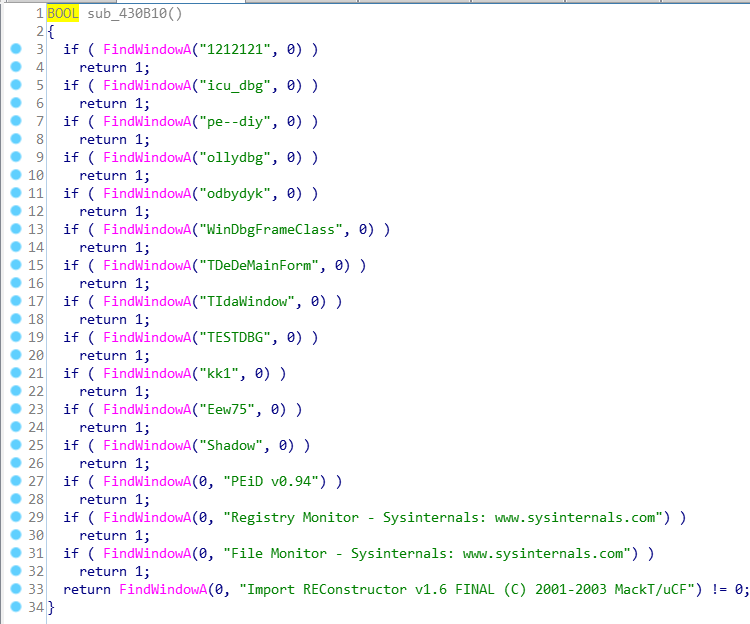 1 BOOL sub_430B10()
2 {
3 if ( FindWindowA("1212121", 0) )
4 return 1;
5 if ( FindWindowA("icu_dbg", 0) )
6 return 1;
7 if ( FindWindowA("pe--diy", 0) )
8 return 1;
9 if ( FindWindowA("ollydbg", 0) )
10 return 1;
11 if ( FindWindowA("odbydyk", 0) )
12 return 1;
13 if ( FindWindowA("WinDbgFrameClass", 0) )
14 return 1;
15 if ( FindWindowA("TDeDeMainForm", 0) )
16 return 1;
17 if ( FindWindowA("TIdaWindow", 0) )
18 return 1;
19 if ( FindWindowA("TESTDBG", 0) )
20 return 1;
21 if ( FindWindowA("kk1", 0) )
22 return 1;
23 if ( FindWindowA("Eew75", 0) )
24 return 1;
25 if ( FindWindowA("Shadow", 0) )
26 return 1;
27 if ( FindWindowA(0, "PEiD v0.94") )
28 return 1;
29 if ( FindWindowA(0, "Registry Monitor - Sysinternals: www.sysinternals.com") )
30 return 1;
31 if ( FindWindowA(0, "File Monitor - Sysinternals: www.sysinternals.com") )
32 return 1;
33 return FindWindowA(0, "Import REConstructor v1.6 FINAL (C) 2001-2003 MackT/uCF") != 0;
34 }